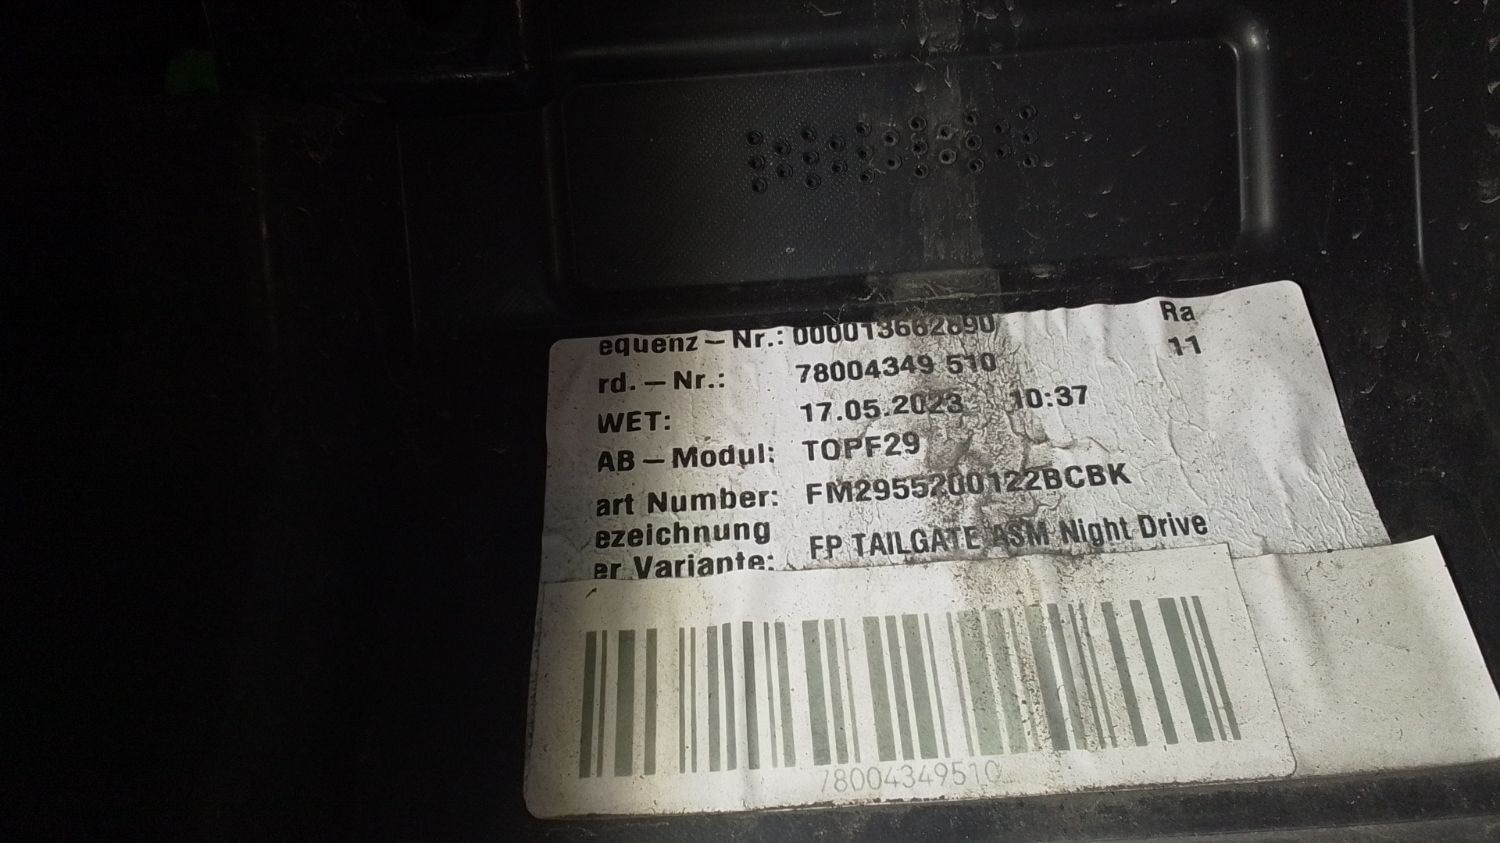 equenz-Nr.: 000013662890 Ra
rd.-Nr.: 78004349 510 11
WET: 17.05.2023 10:37
AB-Modul: TOPF29
art Number: FM2955200122BCBK
ezeichnung
er Variante: FP TAILGATE ASM Night Drive
78004349510